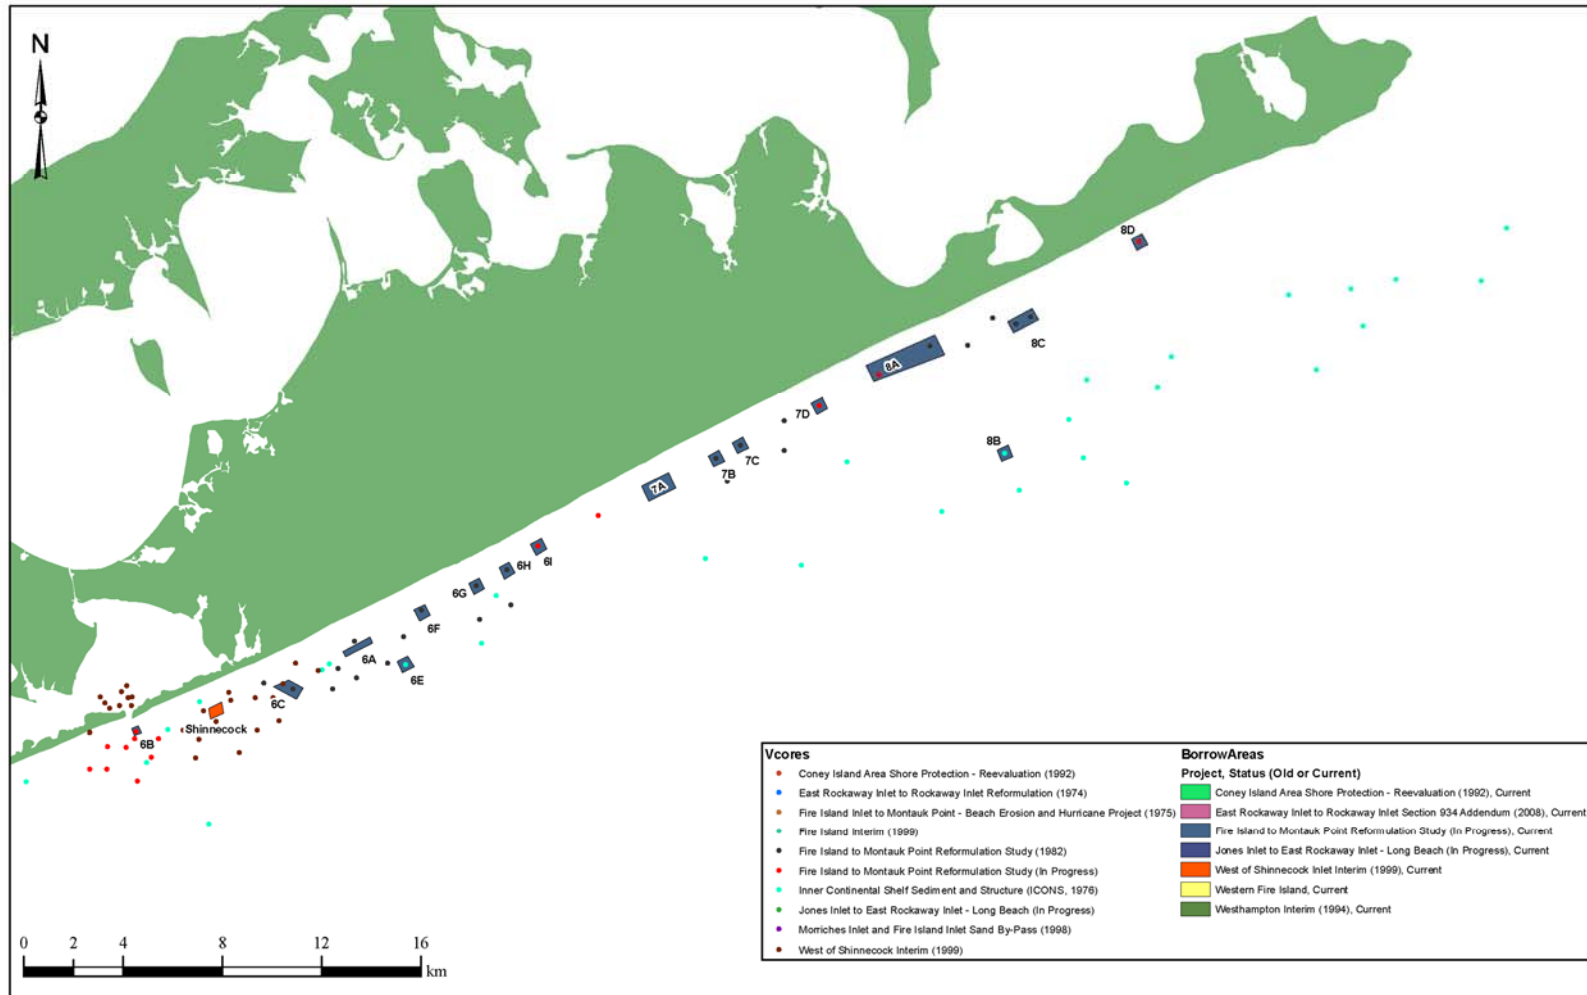 N
8D
8C
8A
7D
8B
7C
7B
7A
6I
6H
6G
6F
6A
6E
6C
Shinnecock
6B
Vcores
Coney Island Area Shore Protection - Reevaluation (1992)
East Rockaway Inlet to Rockaway Inlet Reformulation (1974)
Fire Island Inlet to Montauk Point - Beach Erosion and Hurricane Project (1975)
Fire Island Interim (1999)
Fire Island to Montauk Point Reformulation Study (1982)
Fire Island to Montauk Point Reformulation Study (In Progress)
Inner Continental Shelf Sediment and Structure (ICONS, 1976)
Jones Inlet to East Rockaway Inlet - Long Beach (In Progress)
Morriches Inlet and Fire Island Inlet Sand By-Pass (1998)
West of Shinnecock Interim (1999)
BorrowAreas
Project, Status (Old or Current)
Coney Island Area Shore Protection - Reevaluation (1992), Current
East Rockaway Inlet to Rockaway Inlet Section 934 Addendum (2008), Current
Fire Island to Montauk Point Reformulation Study (In Progress), Current
Jones Inlet to East Rockaway Inlet - Long Beach (In Progress), Current
West of Shinnecock Inlet Interim (1999), Current
Western Fire Island, Current
Westhampton Interim (1994), Current
0 2 4 8 12 16
km